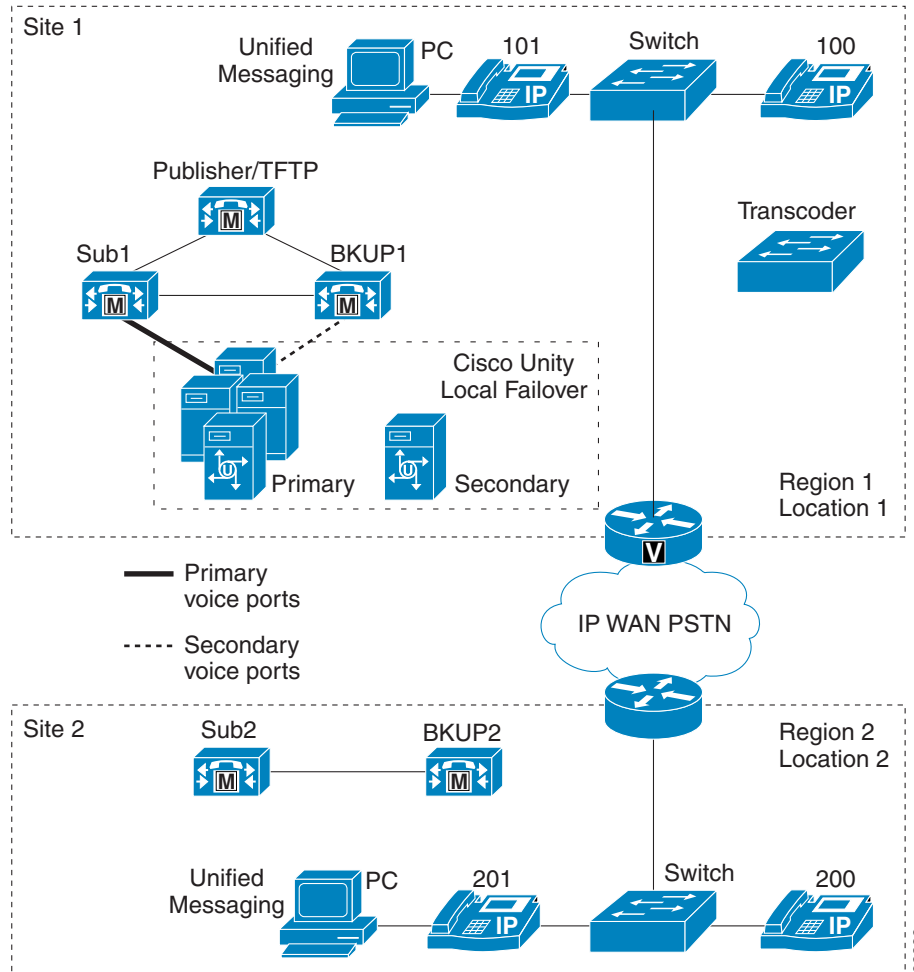 Site 1
Unified
Messaging
PC
101
Switch
100
IP
IP
Publisher/TFTP
M
Transcoder
Sub1
BKUP1
M
M
Cisco Unity
Local Failover
U
Primary
U
Secondary
Region 1
Location 1
V
Primary
voice ports
IP WAN PSTN
Secondary
voice ports
Site 2
Sub2
BKUP2
Region 2
Location 2
M
M
Unified
Messaging
PC
201
Switch
200
IP
IP